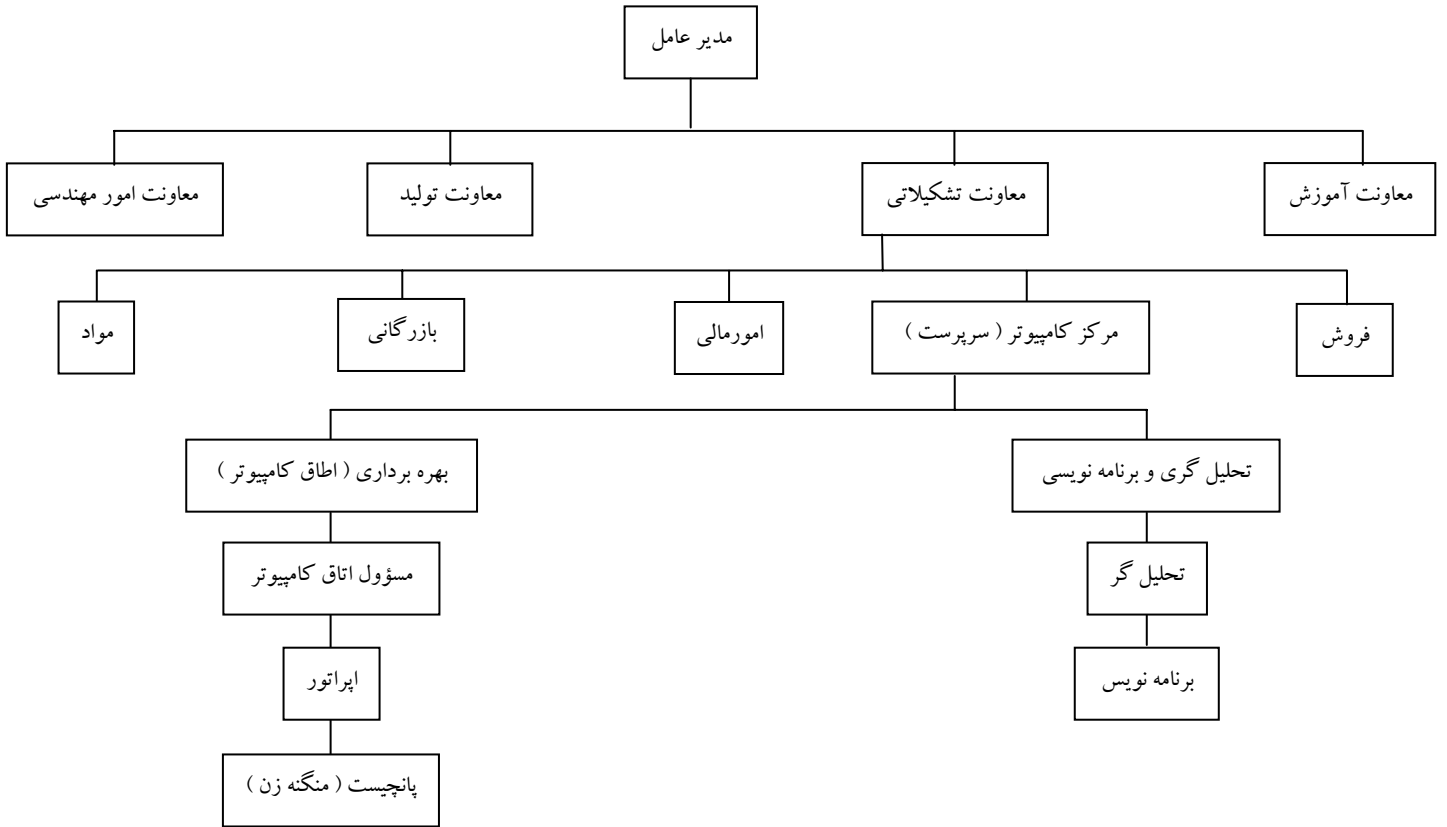 مدیر عامل
معاونت آموزش
معاونت تشکیلاتی
معاونت تولید
معاونت امور مهندسی
فروش
مرکز کامپیوتر ( سرپرست )
امورمالی
بازرگانی
مواد
تحلیل گری و برنامه نویسی
بهره برداری ( اطاق کامپیوتر )
تحلیل گر
مسؤول اتاق کامپیوتر
برنامه نویس
اپراتور
پانچیست ( منگنه زن )